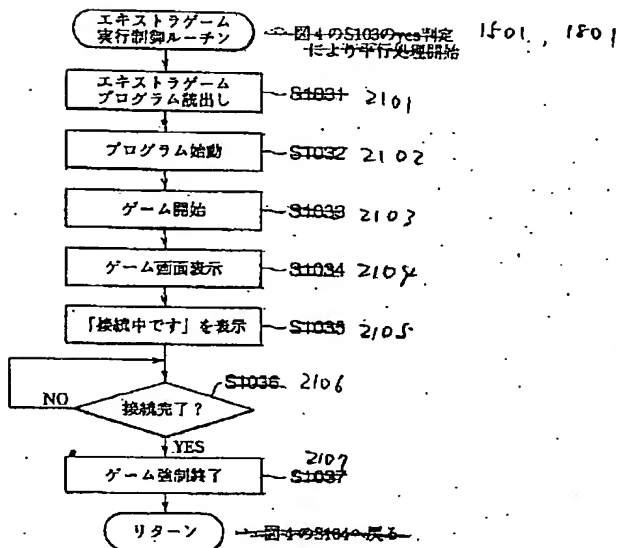 エキストラゲーム
実行制御ルーチン
図4のS103のyes判定
により平行処理開始
1501, 1801
エキストラゲーム
プログラム読出し
S1031 2101
プログラム始動
S1032 2102
ゲーム開始
S1033 2103
ゲーム画面表示
S1034 2104
「接続中です」を表示
S1035 2105
S1036 2106
NO
接続完了?
YES
2107
ゲーム強制終了
S1037
リターン
図4のS104へ戻る